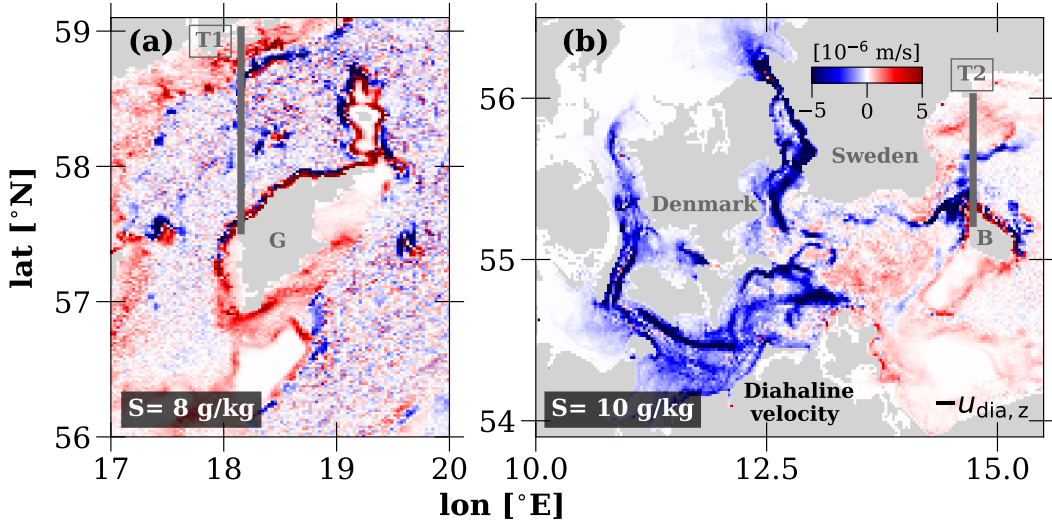 (a)
T1
G
S= 8 g/kg
59
58
57
56
17
18
19
20
lat [°N]
(b)
[10⁻⁶ m/s]
−5
0
5
T2
Sweden
Denmark
B
S= 10 g/kg
Diahaline
velocity
−u_dia, z
56
55
54
10.0
12.5
15.0
lon [°E]